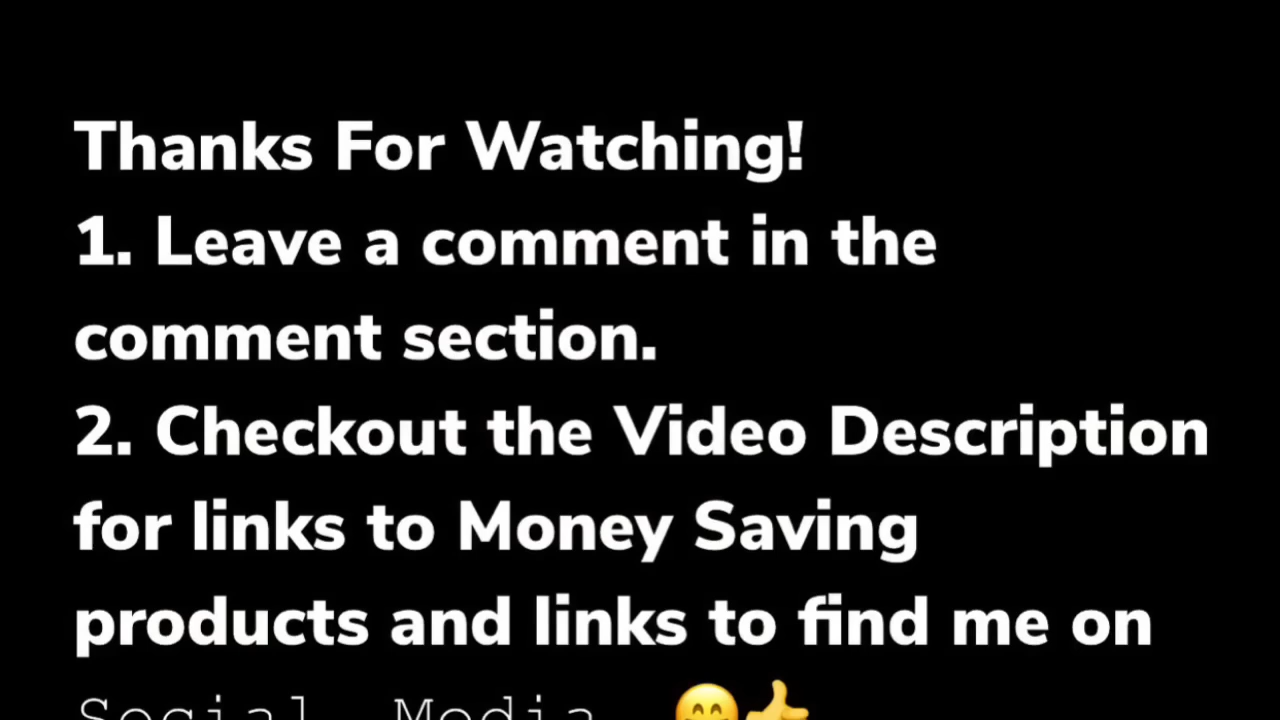 Thanks For Watching!
1. Leave a comment in the
comment section.
2. Checkout the Video Description
for links to Money Saving
products and links to find me on
Social Media 🤗👍